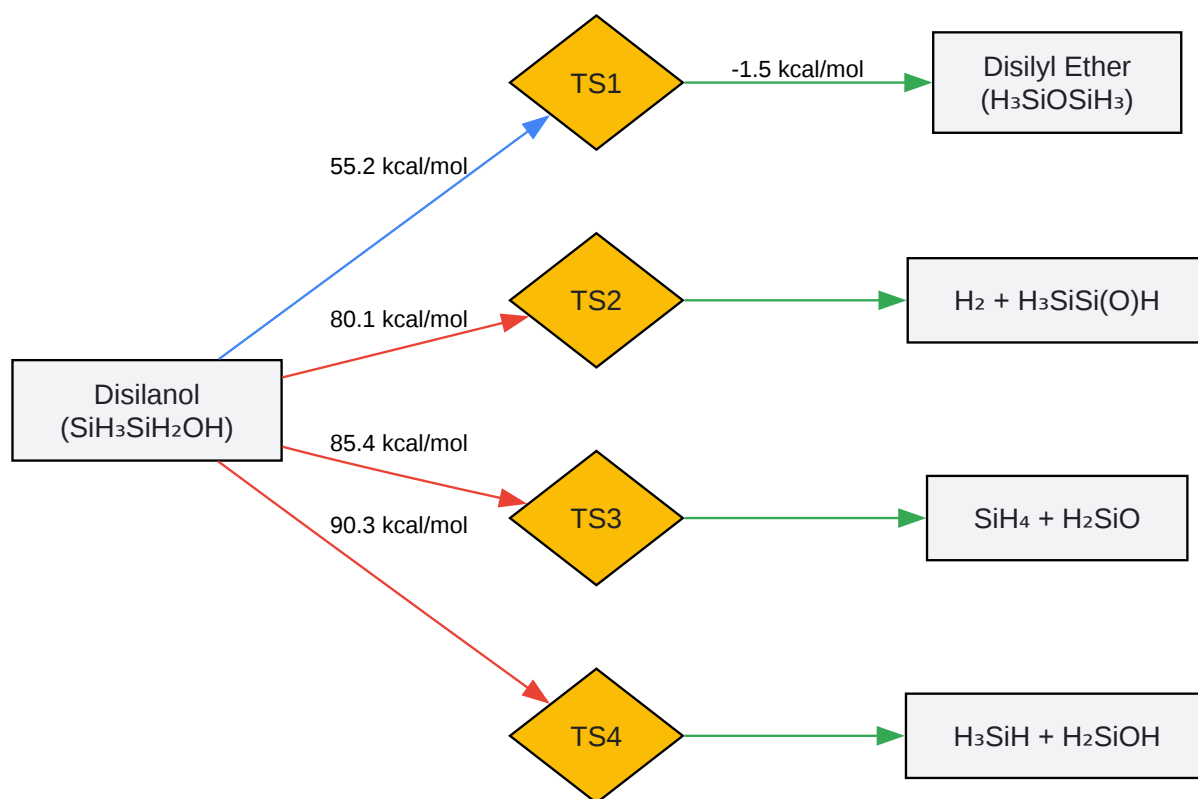 TS1
-1.5 kcal/mol
Disilyl Ether
(H₃SiOSiH₃)
55.2 kcal/mol
TS2
H₂ + H₃SiSi(O)H
80.1 kcal/mol
Disilanol
(SiH₃SiH₂OH)
85.4 kcal/mol
TS3
SiH₄ + H₂SiO
90.3 kcal/mol
TS4
H₃SiH + H₂SiOH